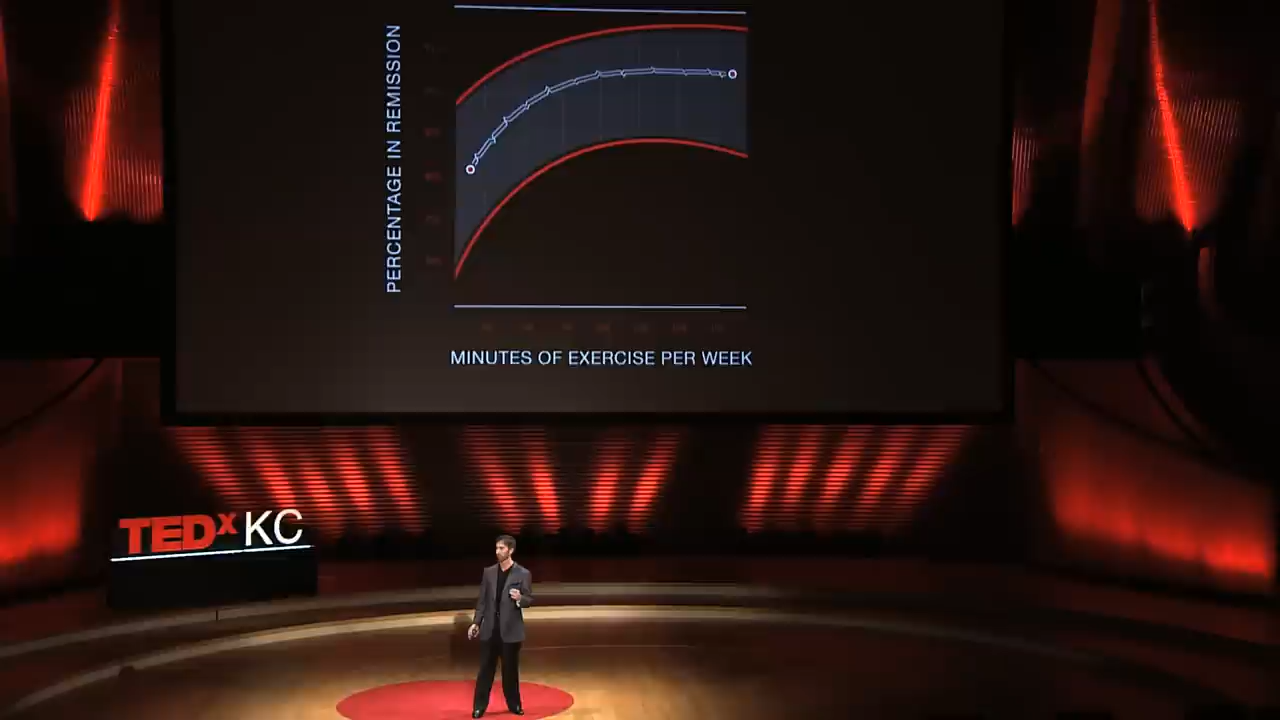 PERCENTAGE IN REMISSION
MINUTES OF EXERCISE PER WEEK
TEDxKC